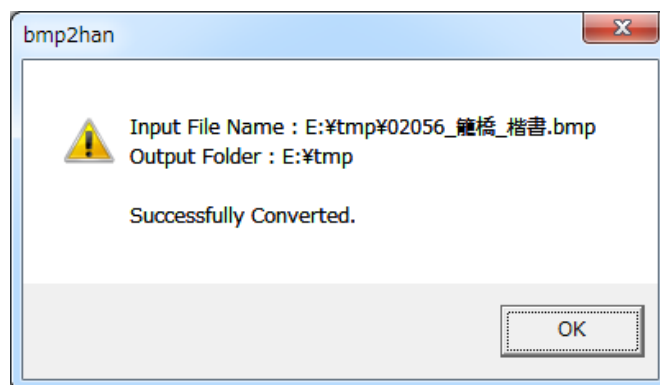 bmp2han
Input File Name : E:¥tmp¥02056_籠橋_楷書.bmp
Output Folder : E:¥tmp
Successfully Converted.
OK